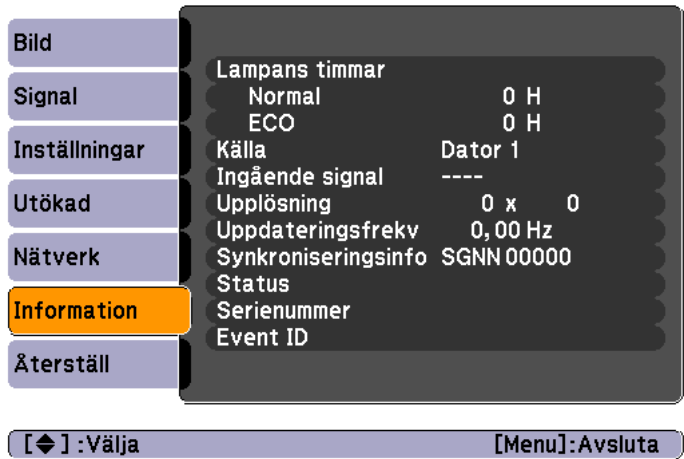 Bild
Signal
Inställningar
Utökad
Nätverk
Information
Återställ
Lampans timmar
Normal 0 H
ECO 0 H
Källa Dator 1
Ingående signal ----
Upplösning 0 x 0
Uppdateringsfrekv 0,00 Hz
Synkroniseringsinfo SGNN 00000
Status
Serienummer
Event ID
[◆] :Välja [Menu]:Avsluta